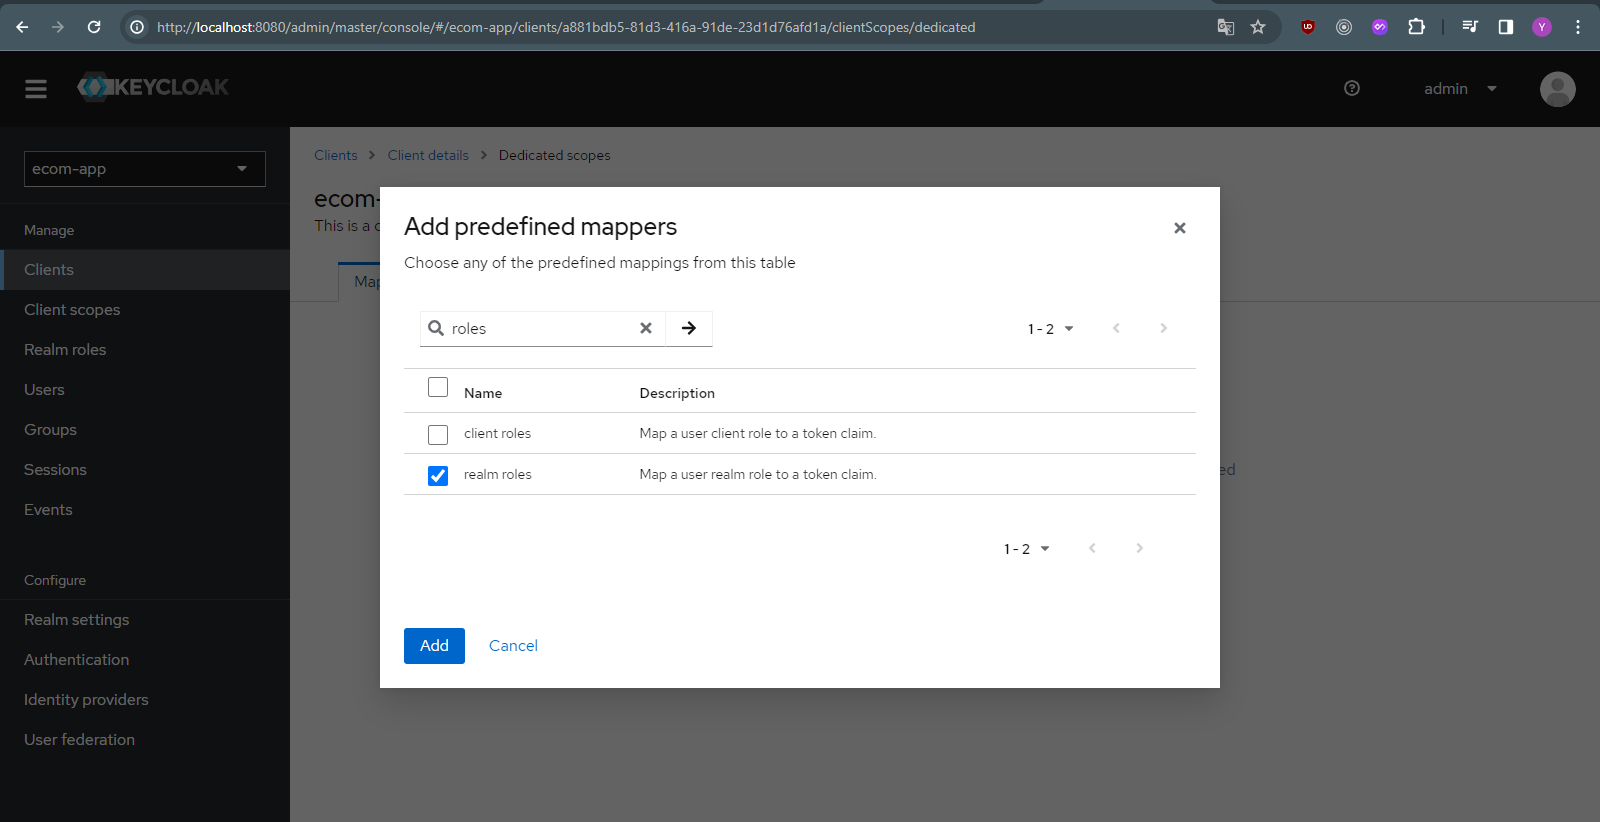 http://localhost:8080/admin/master/console/#/ecom-app/clients/a881bdb5-81d3-416a-91de-23d1d76afd1a/clientScopes/dedicated
KEYCLOAK
admin
ecom-app
Manage
Clients
Client scopes
Realm roles
Users
Groups
Sessions
Events
Configure
Realm settings
Authentication
Identity providers
User federation
Clients > Client details > Dedicated scopes
ecom-
This is a c
Map
Add predefined mappers
Choose any of the predefined mappings from this table
roles
1 - 2
Name Description
client roles Map a user client role to a token claim.
realm roles Map a user realm role to a token claim.
1 - 2
Add Cancel
ed
Y